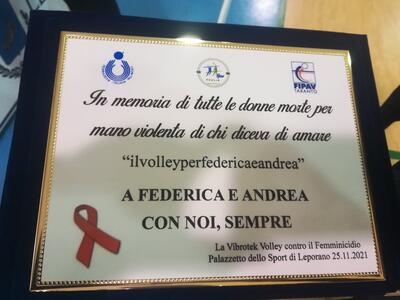 FIPAV
TARANTO
In memoria di tutte le donne morte per
mano violenta di chi diceva di amare
"ilvolleyperfedericaeandrea"
A FEDERICA E ANDREA
CON NOI, SEMPRE
La Vibrotek Volley contro il Femminicidio
Palazzetto dello Sport di Leporano 25.11.2021